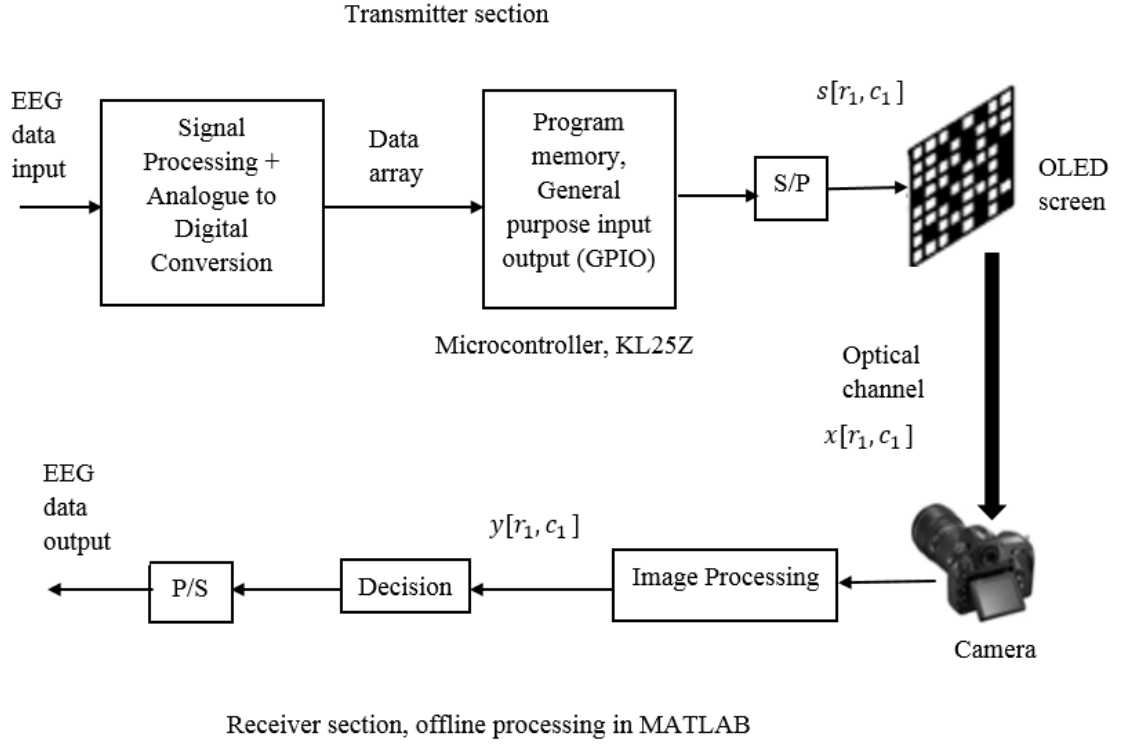 Transmitter section
EEG
data
input
Signal
Processing +
Analogue to
Digital
Conversion
Data
array
Program
memory,
General
purpose input
output (GPIO)
Microcontroller, KL25Z
S/P
s[r₁, c₁]
OLED
screen
Optical
channel
x[r₁, c₁]
Camera
Image Processing
y[r₁, c₁]
Decision
P/S
EEG
data
output
Receiver section, offline processing in MATLAB